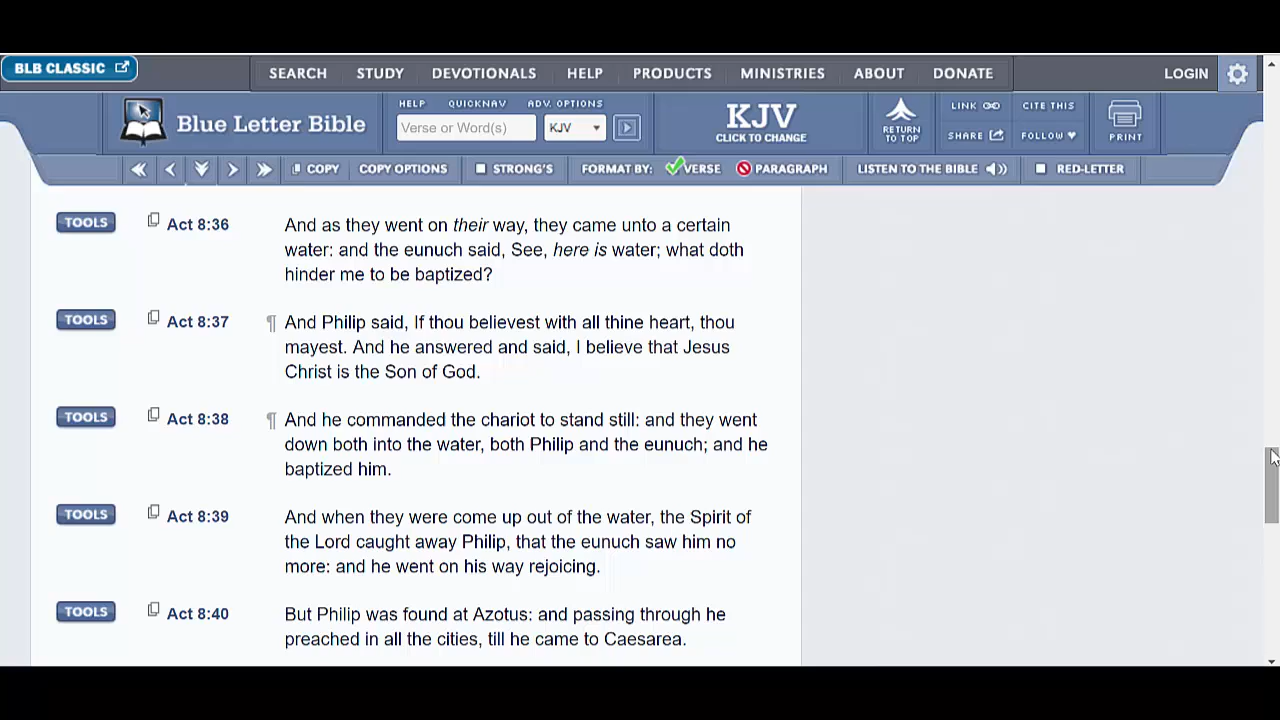 BLB CLASSIC
SEARCH STUDY DEVOTIONALS HELP PRODUCTS MINISTRIES ABOUT DONATE LOGIN
Blue Letter Bible
HELP QUICKNAV ADV. OPTIONS
Verse or Word(s) KJV
KJV
CLICK TO CHANGE
RETURN
TO TOP
LINK CITE THIS
SHARE FOLLOW
PRINT
COPY COPY OPTIONS STRONG'S FORMAT BY: VERSE PARAGRAPH LISTEN TO THE BIBLE RED-LETTER
TOOLS Act 8:36 And as they went on their way, they came unto a certain
water: and the eunuch said, See, here is water; what doth
hinder me to be baptized?
TOOLS Act 8:37 ¶ And Philip said, If thou believest with all thine heart, thou
mayest. And he answered and said, I believe that Jesus
Christ is the Son of God.
TOOLS Act 8:38 ¶ And he commanded the chariot to stand still: and they went
down both into the water, both Philip and the eunuch; and he
baptized him.
TOOLS Act 8:39 And when they were come up out of the water, the Spirit of
the Lord caught away Philip, that the eunuch saw him no
more: and he went on his way rejoicing.
TOOLS Act 8:40 But Philip was found at Azotus: and passing through he
preached in all the cities, till he came to Caesarea.